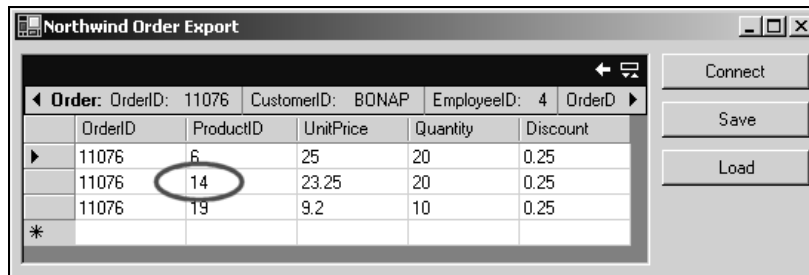 Northwind Order Export
Connect
Order: OrderID: 11076 CustomerID: BONAP EmployeeID: 4 OrderD
Save
OrderID ProductID UnitPrice Quantity Discount
Load
11076 6 25 20 0.25
11076 14 23.25 20 0.25
11076 19 9.2 10 0.25